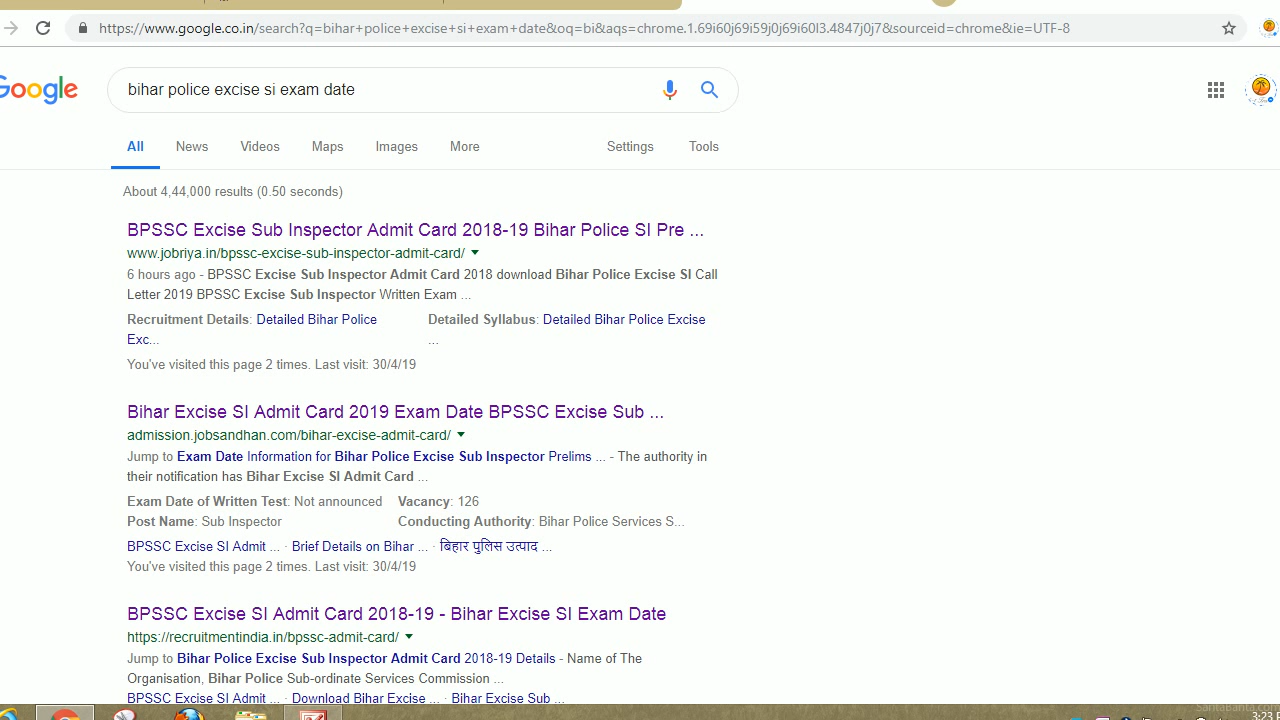 https://www.google.co.in/search?q=bihar+police+excise+si+exam+date&oq=bi&aqs=chrome.1.69i60j69i59j0j69i60l3.4847j0j7&sourceid=chrome&ie=UTF-8
Google
bihar police excise si exam date
All News Videos Maps Images More Settings Tools
About 4,44,000 results (0.50 seconds)
BPSSC Excise Sub Inspector Admit Card 2018-19 Bihar Police SI Pre ...
www.jobriya.in/bpssc-excise-sub-inspector-admit-card/
6 hours ago - BPSSC Excise Sub Inspector Admit Card 2018 download Bihar Police Excise SI Call
Letter 2019 BPSSC Excise Sub Inspector Written Exam ...
Recruitment Details: Detailed Bihar Police Detailed Syllabus: Detailed Bihar Police Excise
Exc... ...
You've visited this page 2 times. Last visit: 30/4/19
Bihar Excise SI Admit Card 2019 Exam Date BPSSC Excise Sub ...
admission.jobsandhan.com/bihar-excise-admit-card/
Jump to Exam Date Information for Bihar Police Excise Sub Inspector Prelims ... - The authority in
their notification has Bihar Excise SI Admit Card ...
Exam Date of Written Test: Not announced Vacancy: 126
Post Name: Sub Inspector Conducting Authority: Bihar Police Services S...
BPSSC Excise SI Admit ... · Brief Details on Bihar ... · बिहार पुलिस उत्पाद ...
You've visited this page 2 times. Last visit: 30/4/19
BPSSC Excise SI Admit Card 2018-19 - Bihar Excise SI Exam Date
https://recruitmentindia.in/bpssc-admit-card/
Jump to Bihar Police Excise Sub Inspector Admit Card 2018-19 Details - Name of The
Organisation, Bihar Police Sub-ordinate Services Commission ...
BPSSC Excise SI Admit ... · Download Bihar Excise ... · Bihar Excise Sub ...
SantaBanta.com
3:23